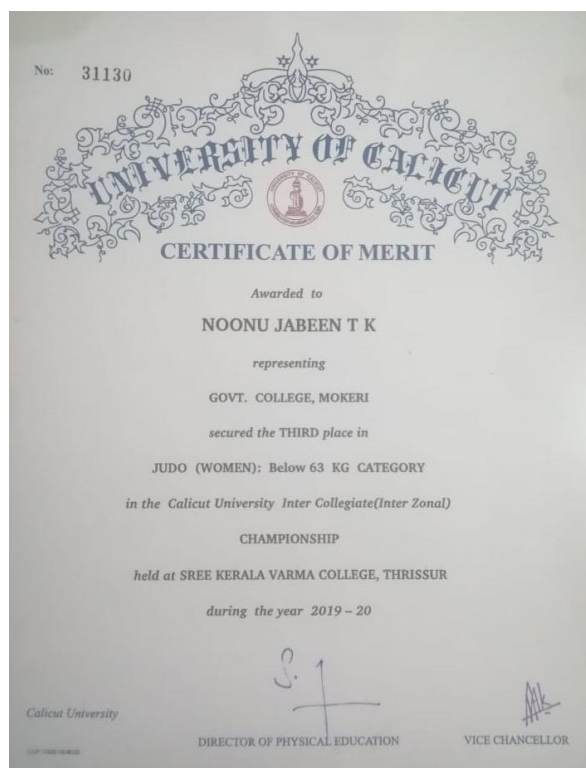 No: 31130
UNIVERSITY OF CALICUT
CERTIFICATE OF MERIT
Awarded to
NOONU JABEEN T K
representing
GOVT. COLLEGE, MOKERI
secured the THIRD place in
JUDO (WOMEN): Below 63 KG CATEGORY
in the Calicut University Inter Collegiate(Inter Zonal)
CHAMPIONSHIP
held at SREE KERALA VARMA COLLEGE, THRISSUR
during the year 2019 – 20
Calicut University
DIRECTOR OF PHYSICAL EDUCATION
VICE CHANCELLOR